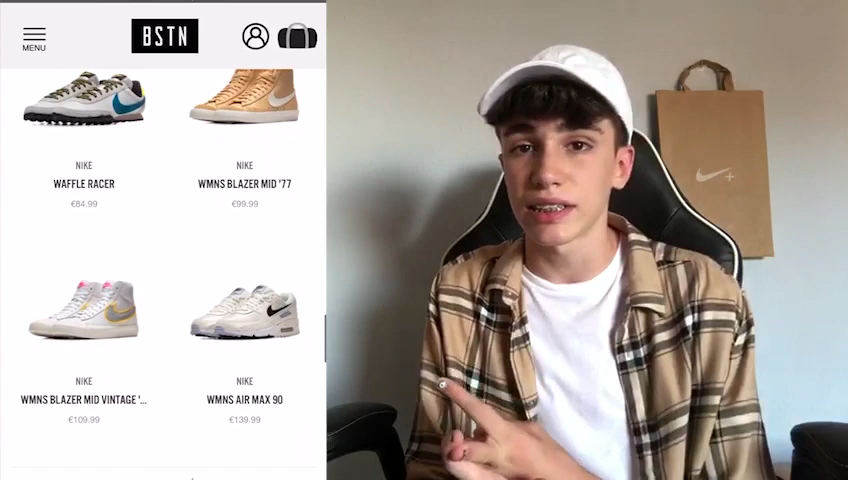 MENU
BSTN
NIKE
WAFFLE RACER
€84.99
NIKE
WMNS BLAZER MID '77
€99.99
NIKE
WMNS BLAZER MID VINTAGE '...
€109.99
NIKE
WMNS AIR MAX 90
€139.99